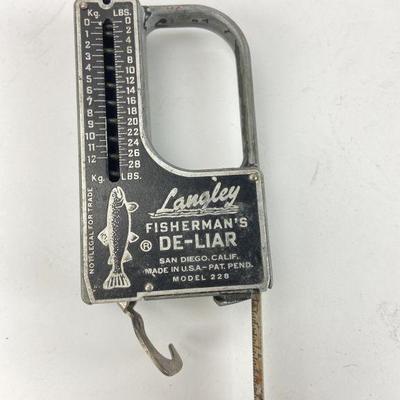 Kg. LBS.
0 0
1 2
2 4
3 6
4 8
5 10
6 12
7 14
8 16
9 18
10 20
11 22
12 24
26
28
Kg. LBS.
NOT LEGAL FOR TRADE
Langley
FISHERMAN'S
® DE-LIAR
SAN DIEGO, CALIF.
MADE IN U.S.A.-PAT. PEND.
MODEL 228